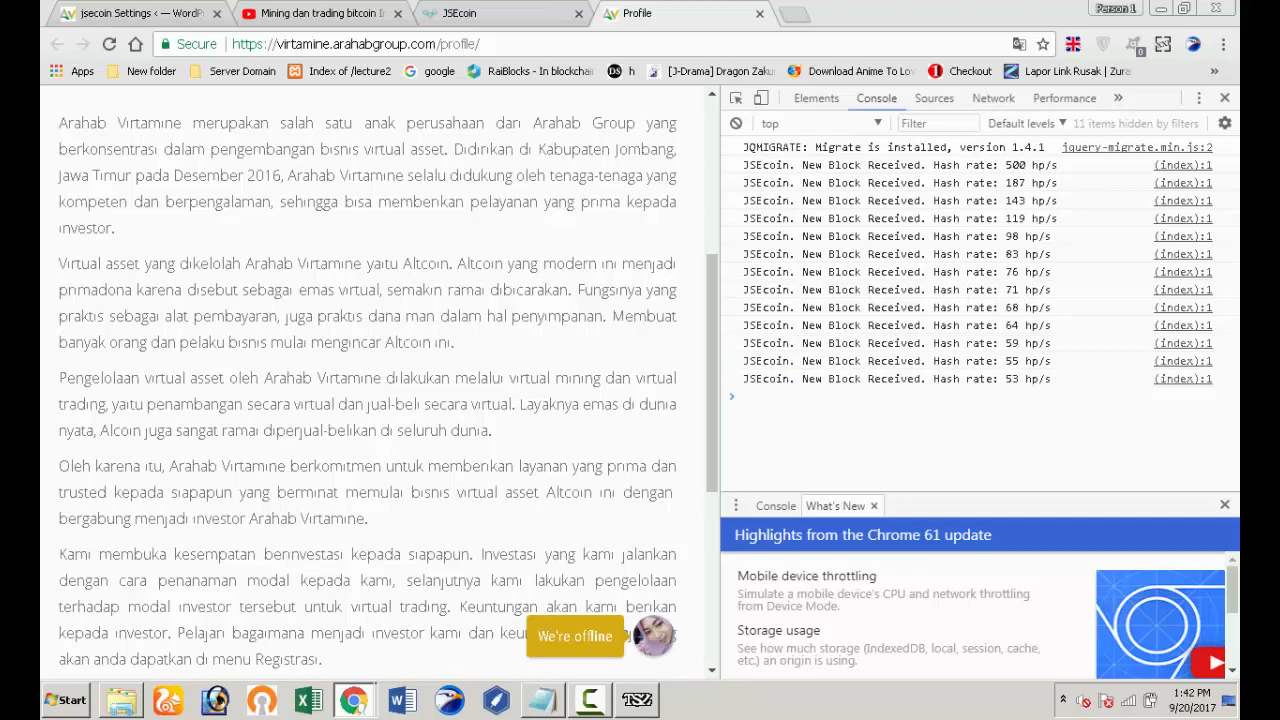 jsecoin Settings ‹ — WordP
Mining dan trading bitcoin I
JSEcoin
Profile
Person 1
Secure
https://virtamine.arahabgroup.com/profile/
0
Apps
New folder
Server Domain
Index of /lecture2
google
RaiBlocks - In blockchai
DS
h
[J-Drama] Dragon Zaku
Download Anime To Lo
Checkout
Lapor Link Rusak | Zura
»
Arahab Virtamine merupakan salah satu anak perusahaan dari Arahab Group yang
berkonsentrasi dalam pengembangan bisnis virtual asset. Didirikan di Kabupaten Jombang,
Jawa Timur pada Desember 2016, Arahab Virtamine selalu didukung oleh tenaga-tenaga yang
kompeten dan berpengalaman, sehingga bisa memberikan pelayanan yang prima kepada
investor.
Virtual asset yang dikelolah Arahab Virtamine yaitu Altcoin. Altcoin yang modern ini menjadi
primadona karena disebut sebagai emas virtual, semakin ramai dibicarakan. Fungsinya yang
praktis sebagai alat pembayaran, juga praktis dana man dalam hal penyimpanan. Membuat
banyak orang dan pelaku bisnis mulai mengincar Altcoin ini.
Pengelolaan virtual asset oleh Arahab Virtamine dilakukan melalui virtual mining dan virtual
trading, yaitu penambangan secara virtual dan jual-beli secara virtual. Layaknya emas di dunia
nyata, Alcoin juga sangat ramai diperjual-belikan di seluruh dunia.
Oleh karena itu, Arahab Virtamine berkomitmen untuk memberikan layanan yang prima dan
trusted kepada siapapun yang berminat memulai bisnis virtual asset Altcoin ini dengan
bergabung menjadi investor Arahab Virtamine.
Kami membuka kesempatan berinvestasi kepada siapapun. Investasi yang kami jalankan
dengan cara penanaman modal kepada kami, selanjutnya kami lakukan pengelolaan
terhadap modal investor tersebut untuk virtual trading. Keuntungan akan kami berikan
kepada investor. Pelajari bagaimana menjadi investor kami dan
akan anda dapatkan di menu Registrasi.
We're offline
Elements
Console
Sources
Network
Performance
»
top
Filter
Default levels
11 items hidden by filters
JQMIGRATE: Migrate is installed, version 1.4.1 jquery-migrate.min.js:2
JSEcoin. New Block Received. Hash rate: 500 hp/s (index):1
JSEcoin. New Block Received. Hash rate: 187 hp/s (index):1
JSEcoin. New Block Received. Hash rate: 143 hp/s (index):1
JSEcoin. New Block Received. Hash rate: 119 hp/s (index):1
JSEcoin. New Block Received. Hash rate: 98 hp/s (index):1
JSEcoin. New Block Received. Hash rate: 83 hp/s (index):1
JSEcoin. New Block Received. Hash rate: 76 hp/s (index):1
JSEcoin. New Block Received. Hash rate: 71 hp/s (index):1
JSEcoin. New Block Received. Hash rate: 68 hp/s (index):1
JSEcoin. New Block Received. Hash rate: 64 hp/s (index):1
JSEcoin. New Block Received. Hash rate: 59 hp/s (index):1
JSEcoin. New Block Received. Hash rate: 55 hp/s (index):1
JSEcoin. New Block Received. Hash rate: 53 hp/s (index):1
Console
What's New
Highlights from the Chrome 61 update
Mobile device throttling
Simulate a mobile device's CPU and network throttling
from Device Mode.
Storage usage
See how much storage (IndexedDB, local, session, cache,
etc.) an origin is using.
Start
TSZ
1:42 PM
9/20/2017